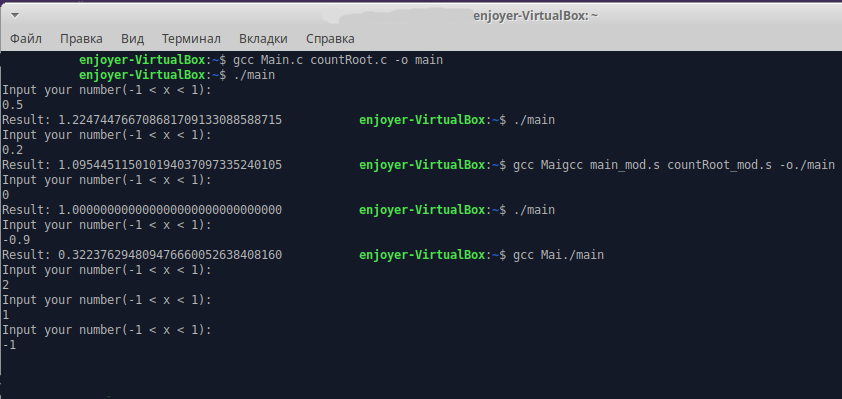 enjoyer-VirtualBox: ~
Файл Правка Вид Терминал Вкладки Справка
enjoyer-VirtualBox:~$ gcc Main.c countRoot.c -o main
enjoyer-VirtualBox:~$ ./main
Input your number(-1 < x < 1):
0.5
Result: 1.224744766708681709133088588715 enjoyer-VirtualBox:~$ ./main
Input your number(-1 < x < 1):
0.2
Result: 1.095445115010194037097335240105 enjoyer-VirtualBox:~$ gcc Maigcc main_mod.s countRoot_mod.s -o./main
Input your number(-1 < x < 1):
0
Result: 1.000000000000000000000000000000 enjoyer-VirtualBox:~$ ./main
Input your number(-1 < x < 1):
-0.9
Result: 0.322376294809476660052638408160 enjoyer-VirtualBox:~$ gcc Mai./main
Input your number(-1 < x < 1):
2
Input your number(-1 < x < 1):
1
Input your number(-1 < x < 1):
-1